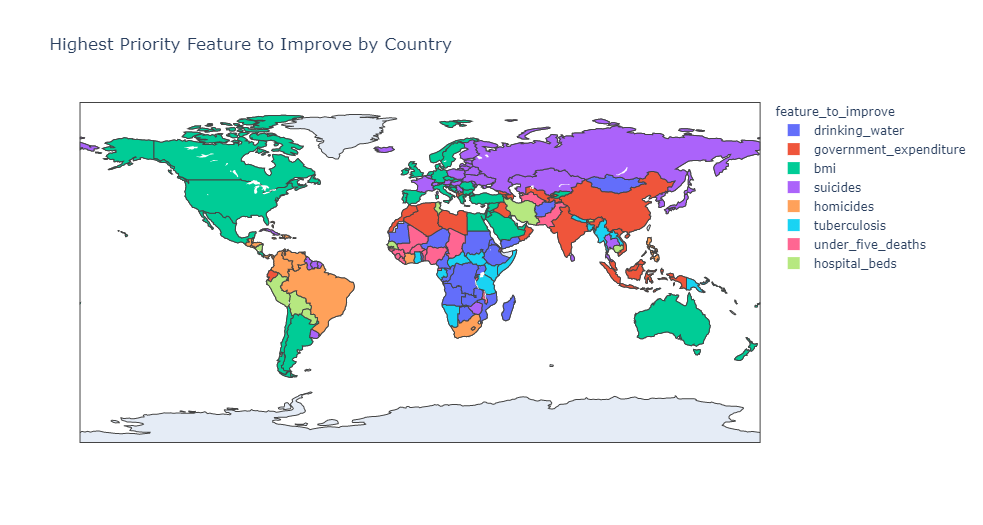 Highest Priority Feature to Improve by Country
feature_to_improve
drinking_water
government_expenditure
bmi
suicides
homicides
tuberculosis
under_five_deaths
hospital_beds